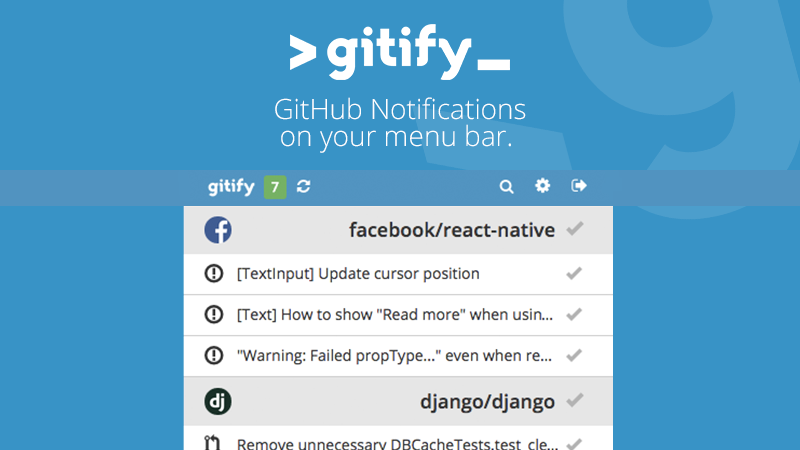 >gitify_
GitHub Notifications
on your menu bar.
gitify 7
facebook/react-native
[TextInput] Update cursor position
[Text] How to show "Read more" when usin...
"Warning: Failed propType..." even when re...
dj django/django
Remove unnecessary DBCacheTests.test_cle...